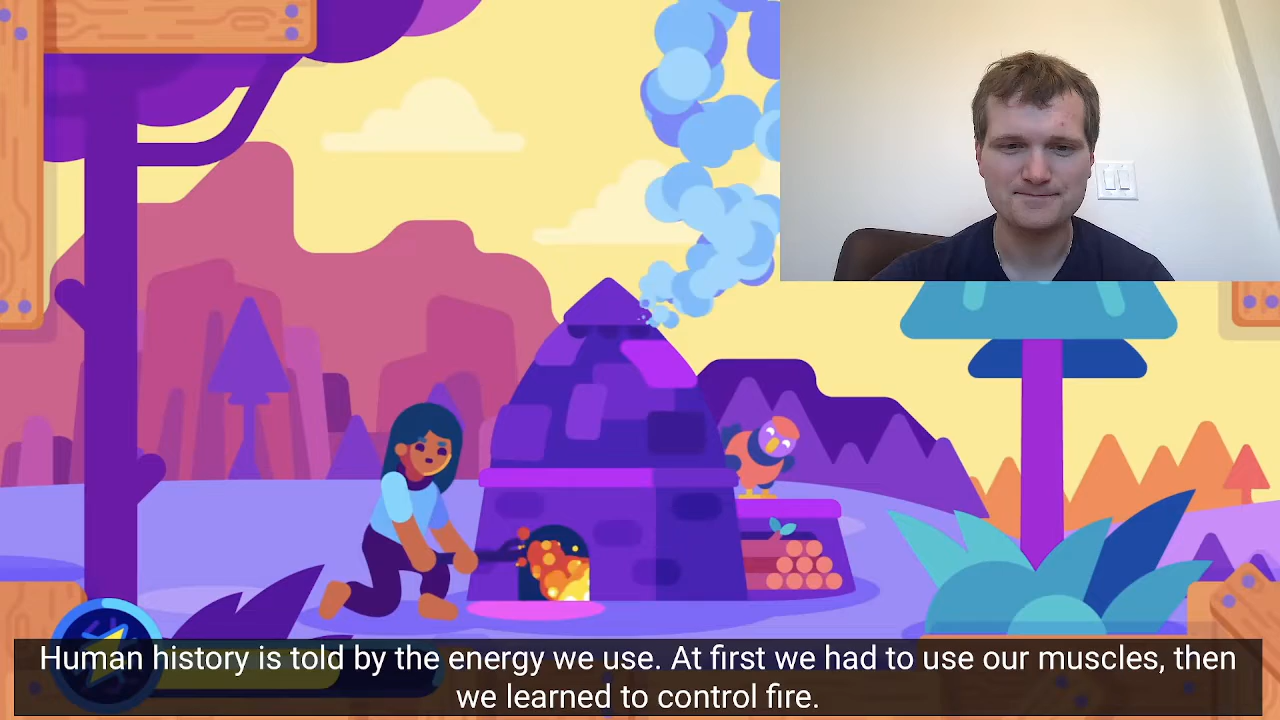 Human history is told by the energy we use. At first we had to use our muscles, then
we learned to control fire.